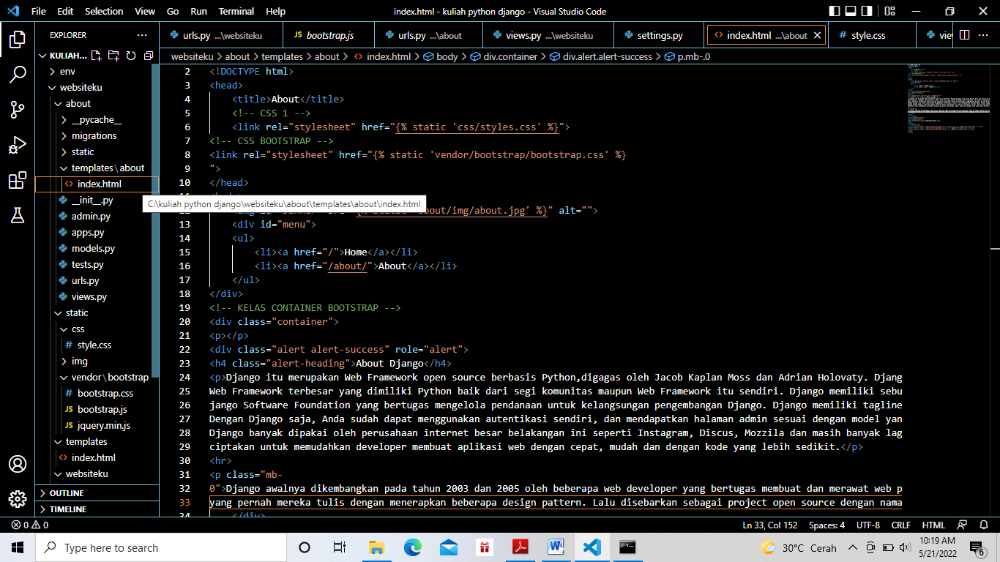 File Edit Selection View Go Run Terminal Help index.html - kuliah python django - Visual Studio Code
EXPLORER ...
urls.py ...\websiteku
JS bootstrap.js
urls.py ...\about
views.py ...\websiteku
settings.py
<> index.html ...\about
# style.css
KULIAH...
websiteku > about > templates > about > <> index.html > body > div.container > div.alert.alert-success > p.mb-.0
env
websiteku
about
__pycache__
migrations
static
templates\about
<> index.html
__init__.py
admin.py
apps.py
models.py
tests.py
urls.py
views.py
static
css
# style.css
img
vendor\bootstrap
# bootstrap.css
JS bootstrap.js
JS jquery.min.js
templates
<> index.html
websiteku
OUTLINE
TIMELINE
2 <!DOCTYPE html>
3 <head>
4 <title>About</title>
5 <!-- CSS 1 -->
6 <link rel="stylesheet" href="{% static 'css/styles.css' %}">
7 <!-- CSS BOOTSTRAP -->
8 <link rel="stylesheet" href="{% static 'vendor/bootstrap/bootstrap.css' %}
9 ">
10 </head>
C:\kuliah python django\websiteku\about\templates\about\index.html
about/img/about.jpg' %}" alt="">
13 <div id="menu">
14 <ul>
15 <li><a href="/">Home</a></li>
16 <li><a href="/about/">About</a></li>
17 </ul>
18 </div>
19 <!-- KELAS CONTAINER BOOTSTRAP -->
20 <div class="container">
21 <p></p>
22 <div class="alert alert-success" role="alert">
23 <h4 class="alert-heading">About Django</h4>
24 <p>Django itu merupakan Web Framework open source berbasis Python,digagas oleh Jacob Kaplan Moss dan Adrian Holovaty. Djang
25 Web Framework terbesar yang dimiliki Python baik dari segi komunitas maupun Web Framework itu sendiri. Django memiliki sebu
26 jango Software Foundation yang bertugas mengelola pendanaan untuk kelangsungan pengembangan Django. Django memiliki tagline
27 Dengan Django saja, Anda sudah dapat menggunakan autentikasi sendiri, dan mendapatkan halaman admin sesuai dengan model yan
28 Django banyak dipakai oleh perusahaan internet besar belakangan ini seperti Instagram, Discus, Mozzila dan masih banyak lag
29 ciptakan untuk memudahkan developer membuat aplikasi web dengan cepat, mudah dan dengan kode yang lebih sedikit.</p>
30 <hr>
31 <p class="mb-
32 0">Django awalnya dikembangkan pada tahun 2003 dan 2005 oleh beberapa web developer yang bertugas membuat dan merawat web p
33 yang pernah mereka tulis dengan menerapkan beberapa design pattern. Lalu disebarkan sebagai project open source dengan nama
34 </div>
0 0 Ln 33, Col 152 Spaces: 4 UTF-8 CRLF HTML
Type here to search
30°C Cerah
10:19 AM
5/21/2022
6